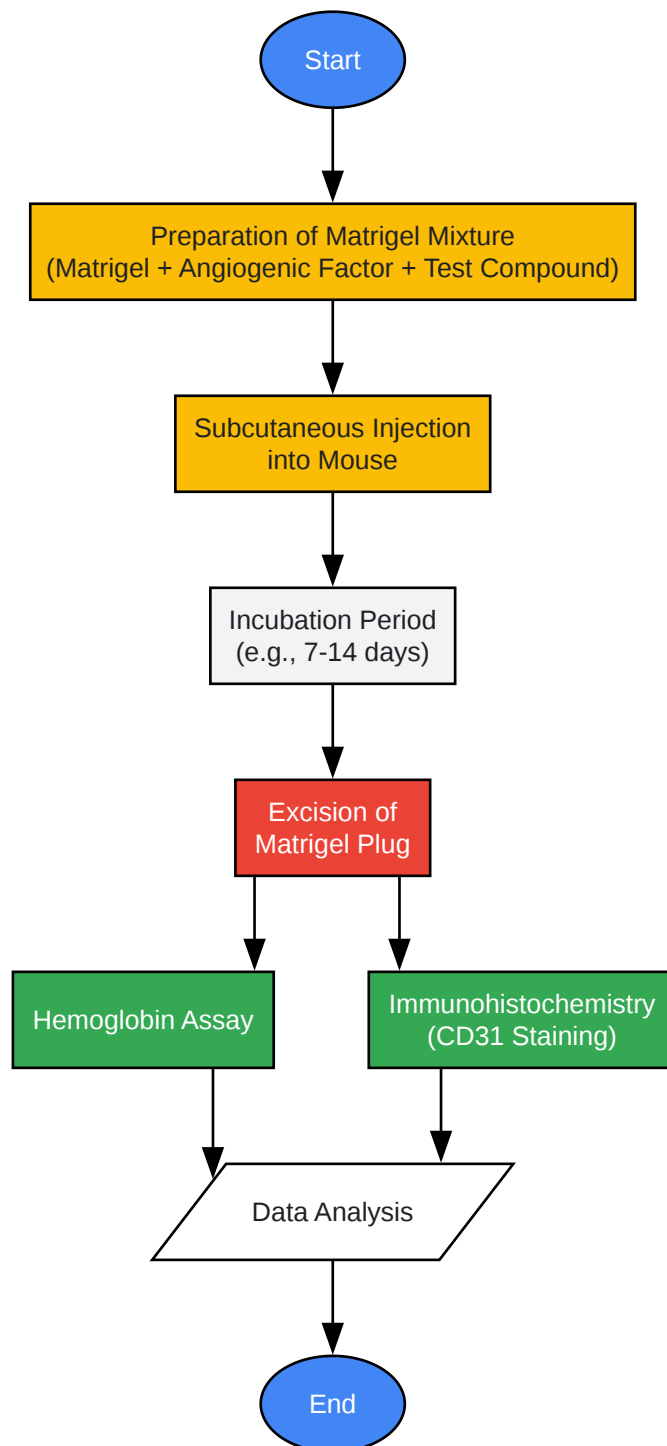 Start
Preparation of Matrigel Mixture
(Matrigel + Angiogenic Factor + Test Compound)
Subcutaneous Injection
into Mouse
Incubation Period
(e.g., 7-14 days)
Excision of
Matrigel Plug
Hemoglobin Assay
Immunohistochemistry
(CD31 Staining)
Data Analysis
End